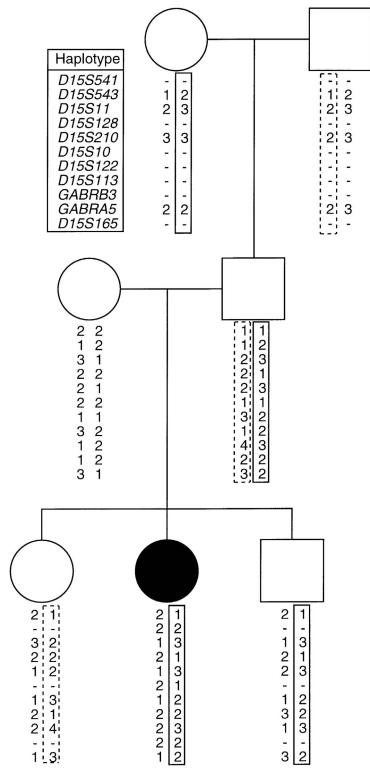 Haplotype
D15S541 - - - -
D15S543 1 2 1 2
D15S11 2 3 2 3
D15S128 - - - -
D15S210 3 3 2 3
D15S10 - - - -
D15S122 - - - -
D15S113 - - - -
GABRB3 - - - -
GABRA5 2 2 2 3
D15S165 - - - -
2 2 1 1
1 2 1 2
3 1 2 3
2 2 2 1
2 1 2 3
2 2 1 1
1 1 3 2
3 2 1 2
1 1 4 3
1 2 2 2
3 1 3 2
2 1 2 1 2 1
- - 2 2 - -
3 2 1 3 1 3
2 2 2 1 2 1
1 2 1 3 2 3
- - 2 1 - -
1 3 1 2 1 2
2 1 2 2 3 2
2 4 2 3 1 3
- - 2 2 - -
1 3 1 2 3 2